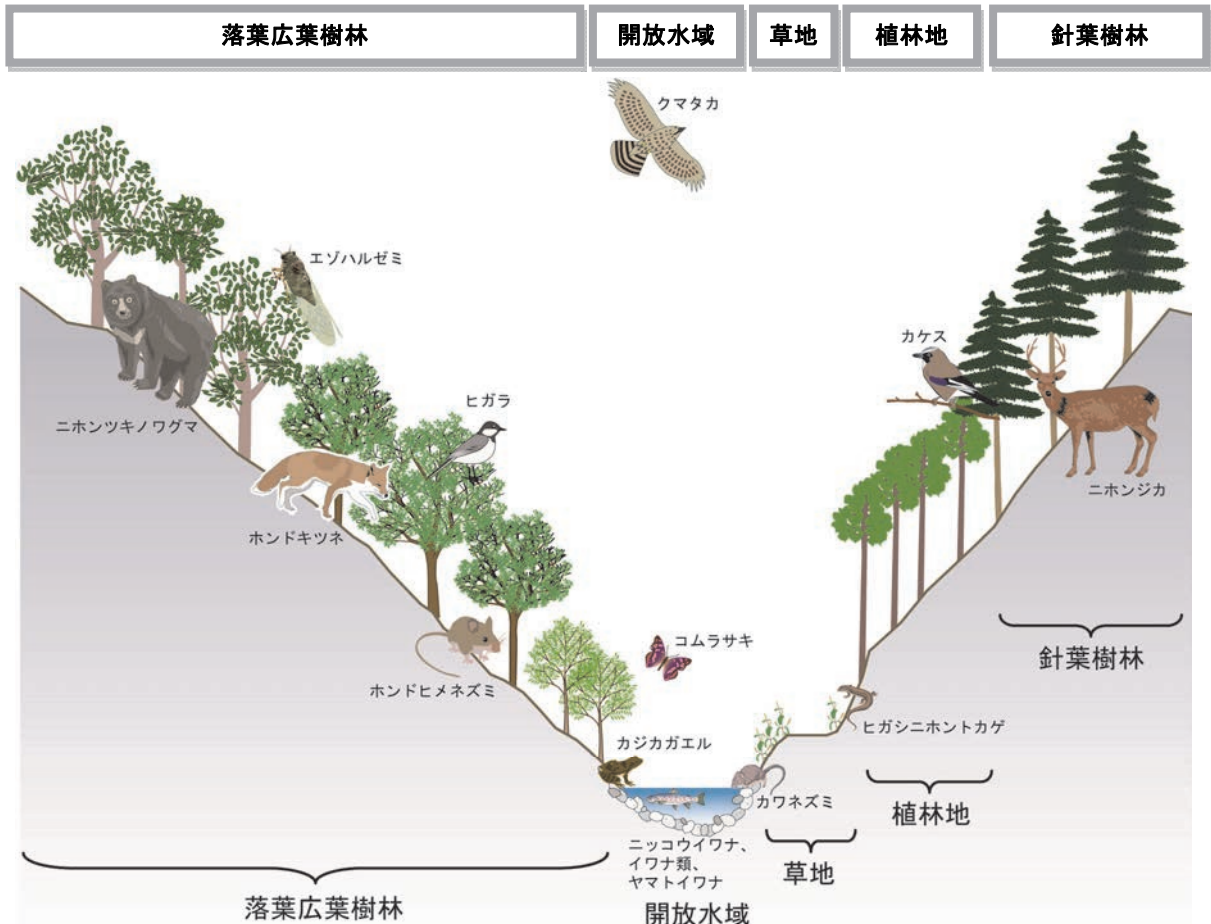 落葉広葉樹林
開放水域
草地
植林地
針葉樹林
クマタカ
エゾハルゼミ
カケス
ヒガラ
ニホンツキノワグマ
ニホンジカ
ホンドキツネ
コムラサキ
針葉樹林
ホンドヒメネズミ
ヒガシニホントカゲ
カジカガエル
カワネズミ
植林地
ニッコウイワナ、
イワナ類、
ヤマトイワナ
草地
落葉広葉樹林
開放水域